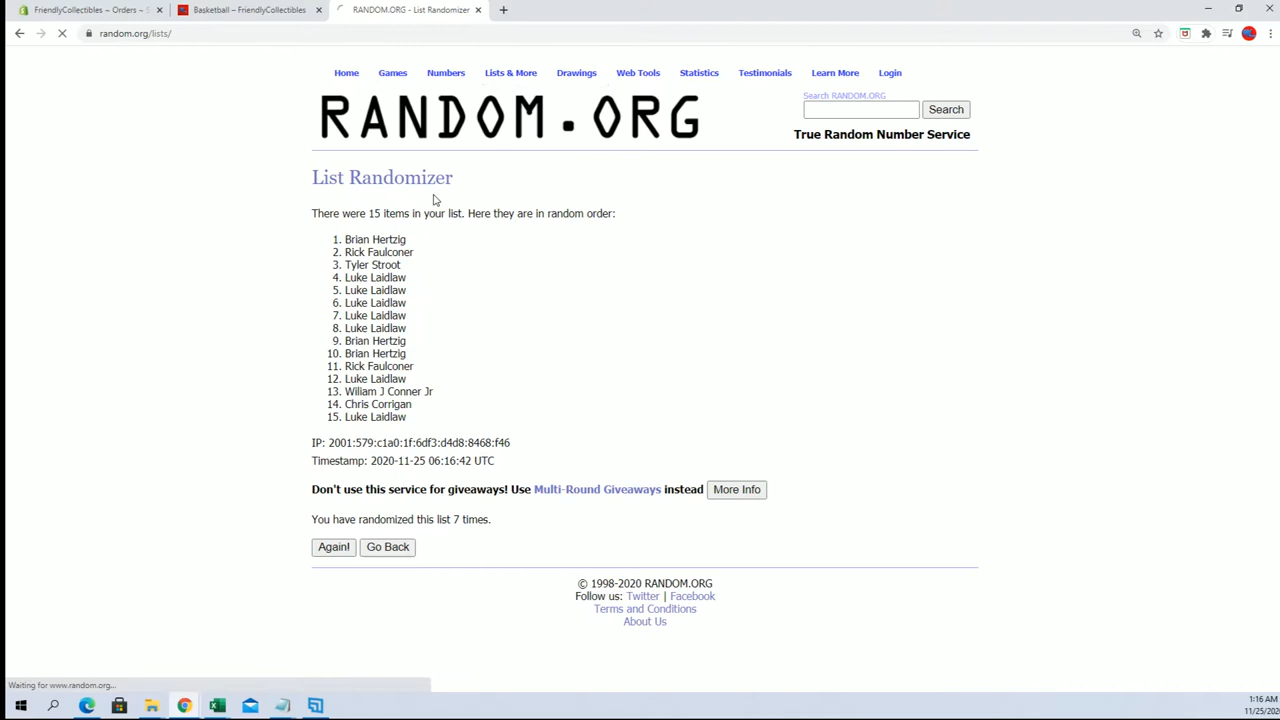 FriendlyCollectibles ~ Orders ~ S
Basketball – FriendlyCollectibles
RANDOM.ORG - List Randomizer
random.org/lists/
Home Games Numbers Lists & More Drawings Web Tools Statistics Testimonials Learn More Login
RANDOM.ORG
Search RANDOM.ORG
Search
True Random Number Service
List Randomizer
There were 15 items in your list. Here they are in random order:
1. Brian Hertzig
2. Rick Faulconer
3. Tyler Stroot
4. Luke Laidlaw
5. Luke Laidlaw
6. Luke Laidlaw
7. Luke Laidlaw
8. Luke Laidlaw
9. Brian Hertzig
10. Brian Hertzig
11. Rick Faulconer
12. Luke Laidlaw
13. Wiliam J Conner Jr
14. Chris Corrigan
15. Luke Laidlaw
IP: 2001:579:c1a0:1f:6df3:d4d8:8468:f46
Timestamp: 2020-11-25 06:16:42 UTC
Don't use this service for giveaways! Use Multi-Round Giveaways instead More Info
You have randomized this list 7 times.
Again! Go Back
© 1998-2020 RANDOM.ORG
Follow us: Twitter | Facebook
Terms and Conditions
About Us
Waiting for www.random.org...
1:16 AM
11/25/202